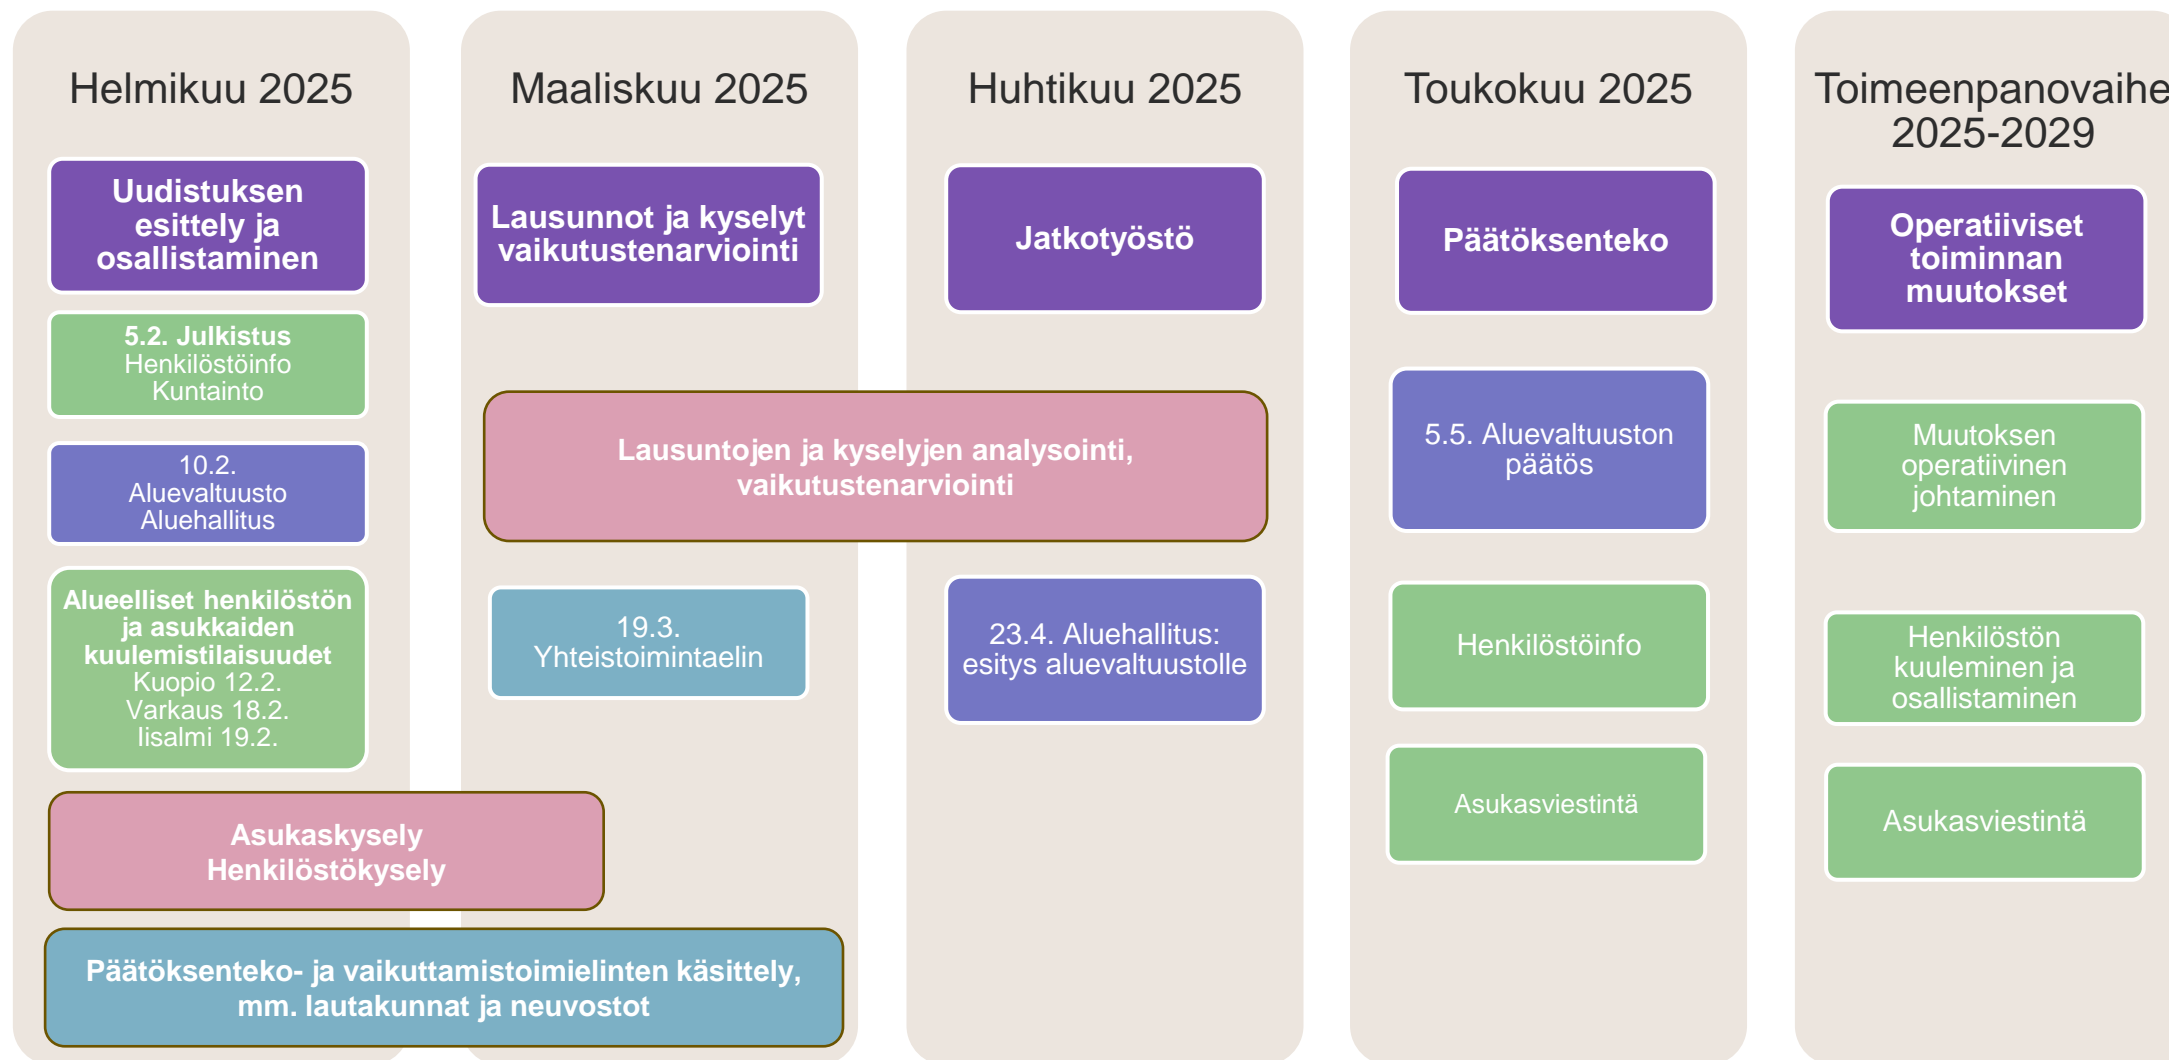 Helmikuu 2025
Uudistuksen
esittely ja
osallistaminen
5.2. Julkistus
Henkilöstöinfo
Kuntainto
10.2.
Aluevaltuusto
Aluehallitus
Alueelliset henkilöstön
ja asukkaiden
kuulemistilaisuudet
Kuopio 12.2.
Varkaus 18.2.
Iisalmi 19.2.
Asukaskysely
Henkilöstökysely
Päätöksenteko- ja vaikuttamistoimielinten käsittely,
mm. lautakunnat ja neuvostot
Maaliskuu 2025
Lausunnot ja kyselyt
vaikutustenarviointi
Lausuntojen ja kyselyjen analysointi,
vaikutustenarviointi
19.3.
Yhteistoimintaelin
Huhtikuu 2025
Jatkotyöstö
23.4. Aluehallitus:
esitys aluevaltuustolle
Toukokuu 2025
Päätöksenteko
5.5. Aluevaltuuston
päätös
Henkilöstöinfo
Asukasviestintä
Toimeenpanovaihe
2025-2029
Operatiiviset
toiminnan
muutokset
Muutoksen
operatiivinen
johtaminen
Henkilöstön
kuuleminen ja
osallistaminen
Asukasviestintä